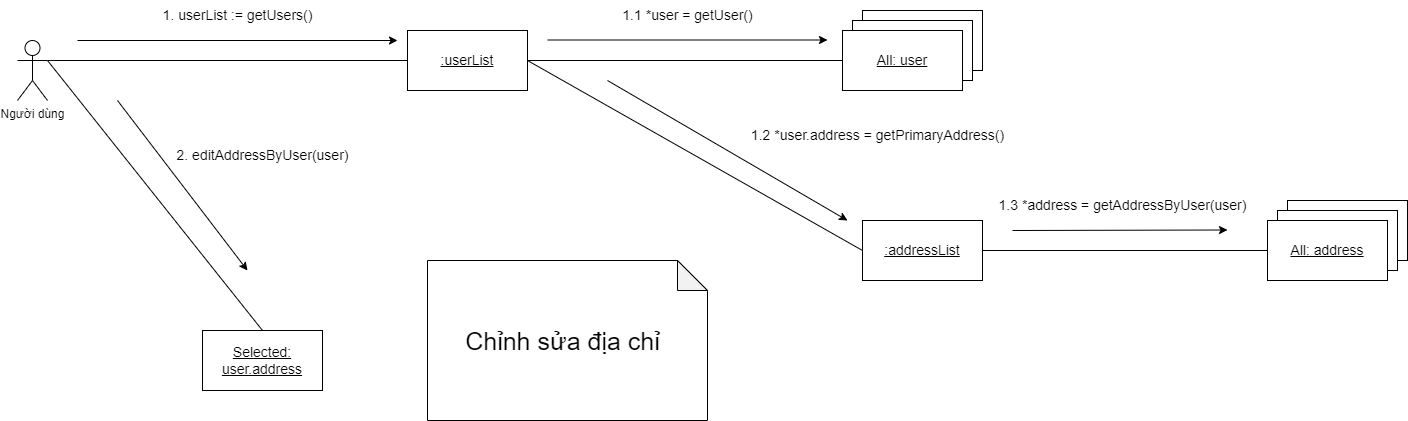 1. userList := getUsers()
1.1 *user = getUser()
:userList
All: user
Người dùng
1.2 *user.address = getPrimaryAddress()
2. editAddressByUser(user)
1.3 *address = getAddressByUser(user)
:addressList
All: address
Chỉnh sửa địa chỉ
Selected:
user.address